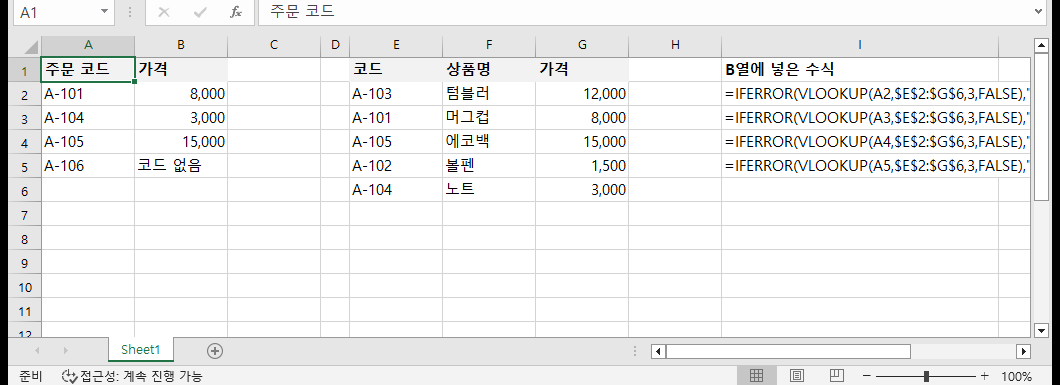 A1 fx 주문 코드
A B C D E F G H I
1 주문 코드 가격 코드 상품명 가격 B열에 넣은 수식
2 A-101 8,000 A-103 텀블러 12,000 =IFERROR(VLOOKUP(A2,$E$2:$G$6,3,FALSE),"
3 A-104 3,000 A-101 머그컵 8,000 =IFERROR(VLOOKUP(A3,$E$2:$G$6,3,FALSE),"
4 A-105 15,000 A-105 에코백 15,000 =IFERROR(VLOOKUP(A4,$E$2:$G$6,3,FALSE),"
5 A-106 코드 없음 A-102 볼펜 1,500 =IFERROR(VLOOKUP(A5,$E$2:$G$6,3,FALSE),"
6 A-104 노트 3,000
7
8
9
10
11
12
Sheet1
준비 접근성: 계속 진행 가능 100%